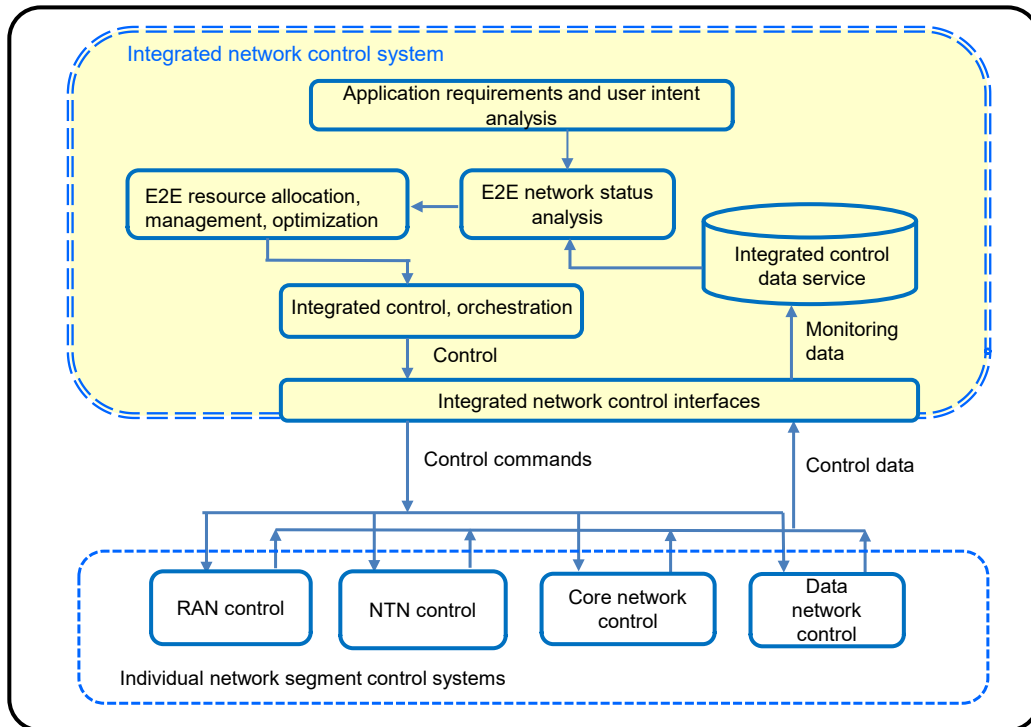 Integrated network control system
Application requirements and user intent
analysis
E2E resource allocation,
management, optimization
E2E network status
analysis
Integrated control
data service
Integrated control, orchestration
Monitoring
data
Control
Integrated network control interfaces
Control commands
Control data
RAN control
NTN control
Core network
control
Data
network
control
Individual network segment control systems